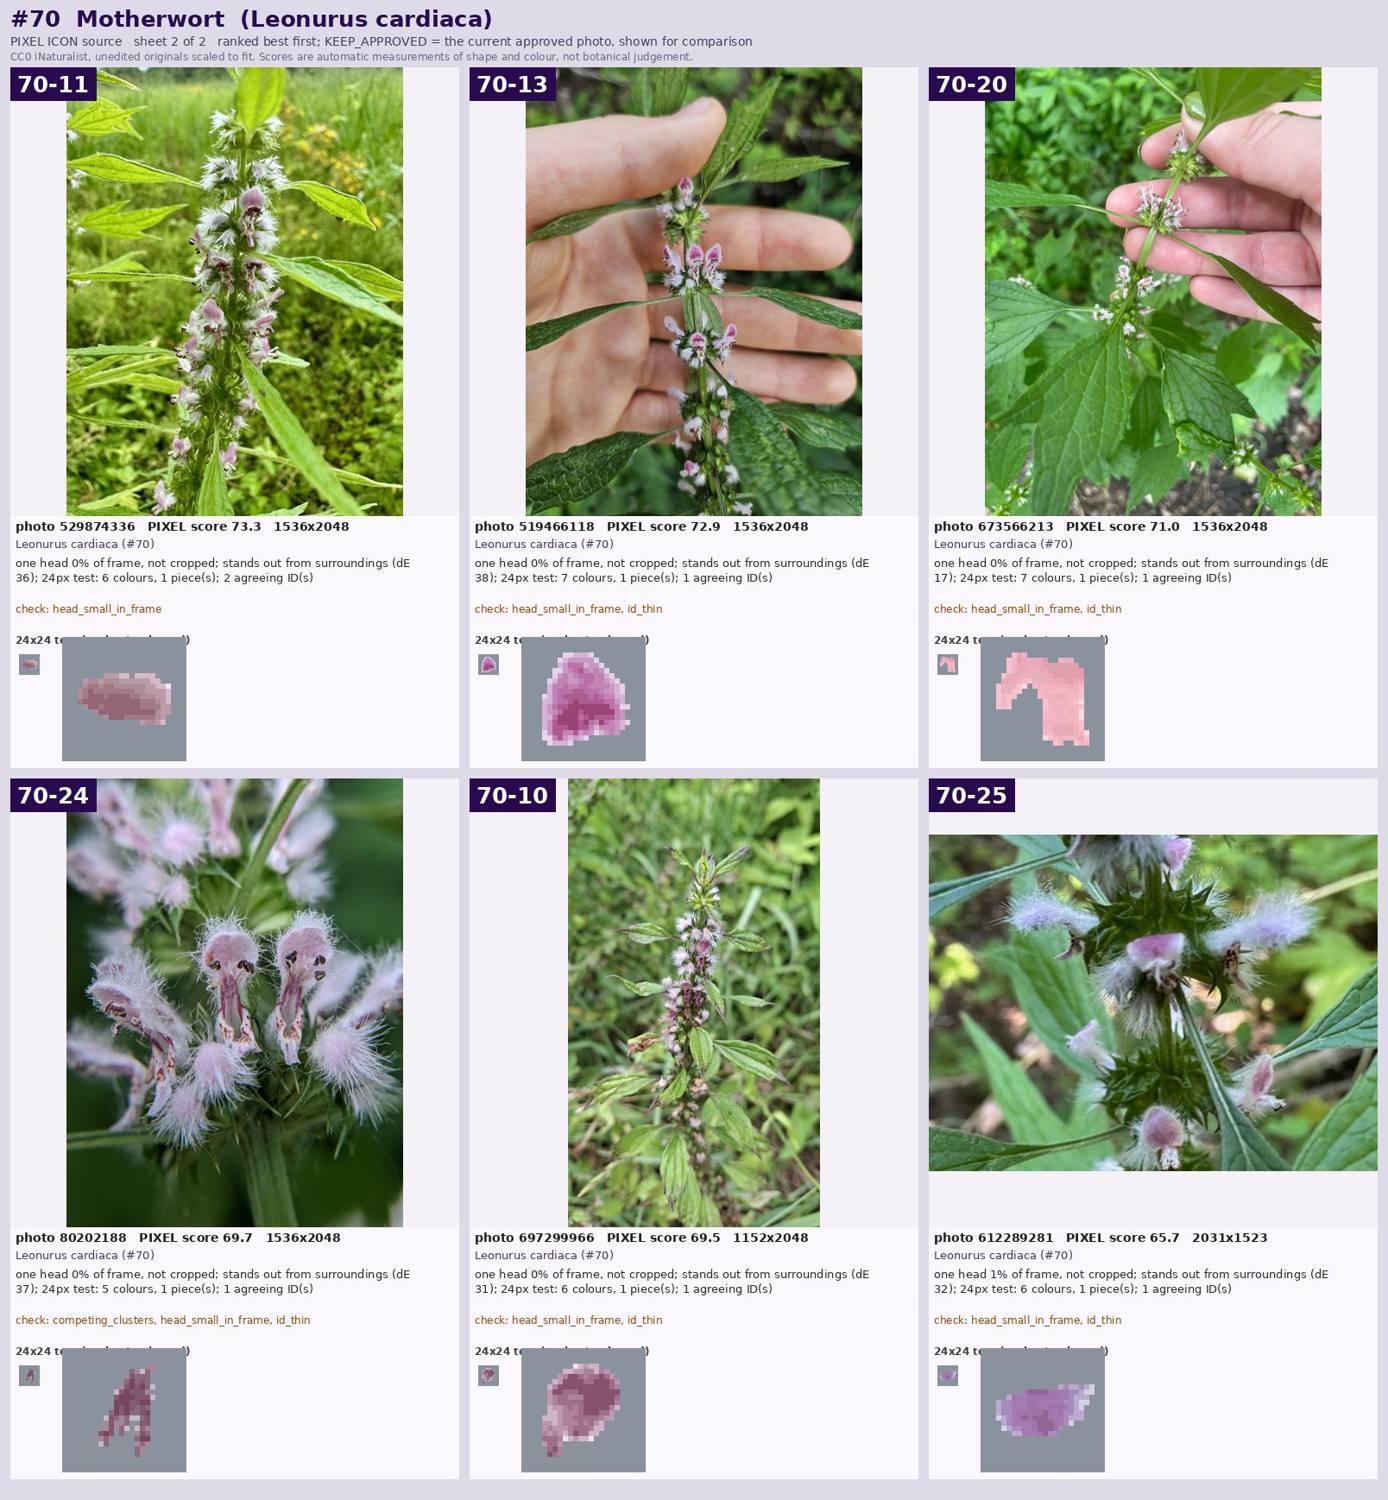 #70 Motherwort (Leonurus cardiaca)
PIXEL ICON source sheet 2 of 2 ranked best first; KEEP_APPROVED = the current approved photo, shown for comparison
CC0 iNaturalist, unedited originals scaled to fit. Scores are automatic measurements of shape and colour, not botanical judgement.
70-11
photo 529874336 PIXEL score 73.3 1536x2048
Leonurus cardiaca (#70)
one head 0% of frame, not cropped; stands out from surroundings (dE
36); 24px test: 6 colours, 1 piece(s); 2 agreeing ID(s)
check: head_small_in_frame
24x24
70-13
photo 519466118 PIXEL score 72.9 1536x2048
Leonurus cardiaca (#70)
one head 0% of frame, not cropped; stands out from surroundings (dE
38); 24px test: 7 colours, 1 piece(s); 1 agreeing ID(s)
check: head_small_in_frame, id_thin
24x24
70-20
photo 673566213 PIXEL score 71.0 1536x2048
Leonurus cardiaca (#70)
one head 0% of frame, not cropped; stands out from surroundings (dE
17); 24px test: 7 colours, 1 piece(s); 1 agreeing ID(s)
check: head_small_in_frame, id_thin
24x24
70-24
photo 80202188 PIXEL score 69.7 1536x2048
Leonurus cardiaca (#70)
one head 0% of frame, not cropped; stands out from surroundings (dE
37); 24px test: 5 colours, 1 piece(s); 1 agreeing ID(s)
check: competing_clusters, head_small_in_frame, id_thin
24x24
70-10
photo 697299966 PIXEL score 69.5 1152x2048
Leonurus cardiaca (#70)
one head 0% of frame, not cropped; stands out from surroundings (dE
31); 24px test: 6 colours, 1 piece(s); 1 agreeing ID(s)
check: head_small_in_frame, id_thin
24x24
70-25
photo 612289281 PIXEL score 65.7 2031x1523
Leonurus cardiaca (#70)
one head 1% of frame, not cropped; stands out from surroundings (dE
32); 24px test: 6 colours, 1 piece(s); 1 agreeing ID(s)
check: head_small_in_frame, id_thin
24x24